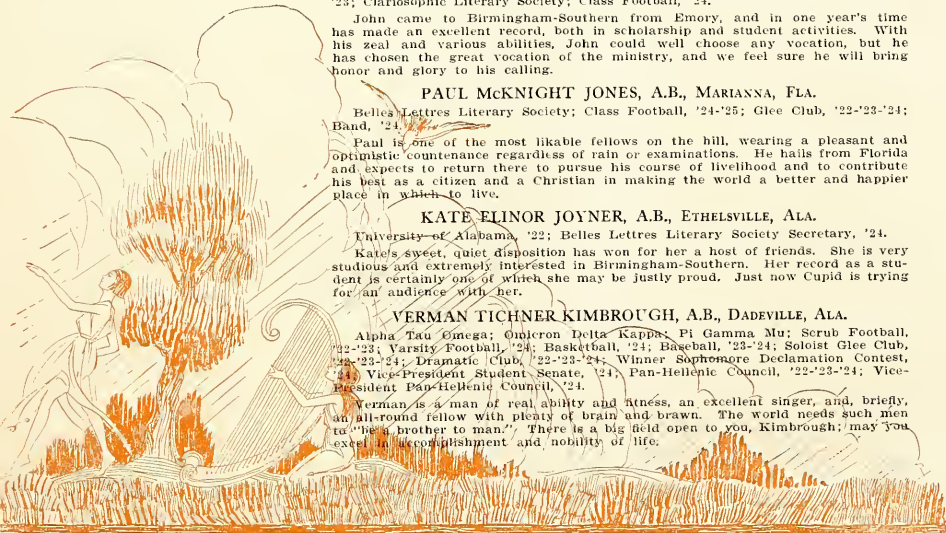 '23; Clariosophic Literary Society; Class Football, '24.
John came to Birmingham-Southern from Emory, and in one year's time
has made an excellent record, both in scholarship and student activities. With
his zeal and various abilities, John could well choose any vocation, but he
has chosen the great vocation of the ministry, and we feel sure he will bring
honor and glory to his calling.
PAUL McKNIGHT JONES, A.B., MARIANNA, FLA.
Belles Lettres Literary Society; Class Football, '24-'25; Glee Club, '22-'23-'24;
Band, '24.
Paul is one of the most likable fellows on the hill, wearing a pleasant and
optimistic countenance regardless of rain or examinations. He hails from Florida
and expects to return there to pursue his course of livelihood and to contribute
his best as a citizen and a Christian in making the world a better and happier
place in which to live.
KATE ELINOR JOYNER, A.B., ETHELSVILLE, ALA.
University of Alabama, '22; Belles Lettres Literary Society Secretary, '24.
Kate's sweet, quiet disposition has won for her a host of friends. She is very
studious and extremely interested in Birmingham-Southern. Her record as a stu-
dent is certainly one of which she may be justly proud. Just now Cupid is trying
for an audience with her.
VERMAN TICHNER KIMBROUGH, A.B., DADEVILLE, ALA.
Alpha Tau Omega; Omicron Delta Kappa; Pi Gamma Mu; Scrub Football,
'22-'23; Varsity Football, '24; Basketball, '24; Baseball, '23-'24; Soloist Glee Club,
'22-'23-'24; Dramatic Club, '22-'23-'24; Winner Sophomore Declamation Contest,
'24; Vice-President Student Senate, '24; Pan-Hellenic Council, '22-'23-'24; Vice-
President Pan-Hellenic Council, '24.
Verman is a man of real ability and fitness, an excellent singer, and, briefly,
an all-round fellow with plenty of brain and brawn. The world needs such men
to "be a brother to man." There is a big field open to you, Kimbrough; may you
excel in accomplishment and nobility of life.